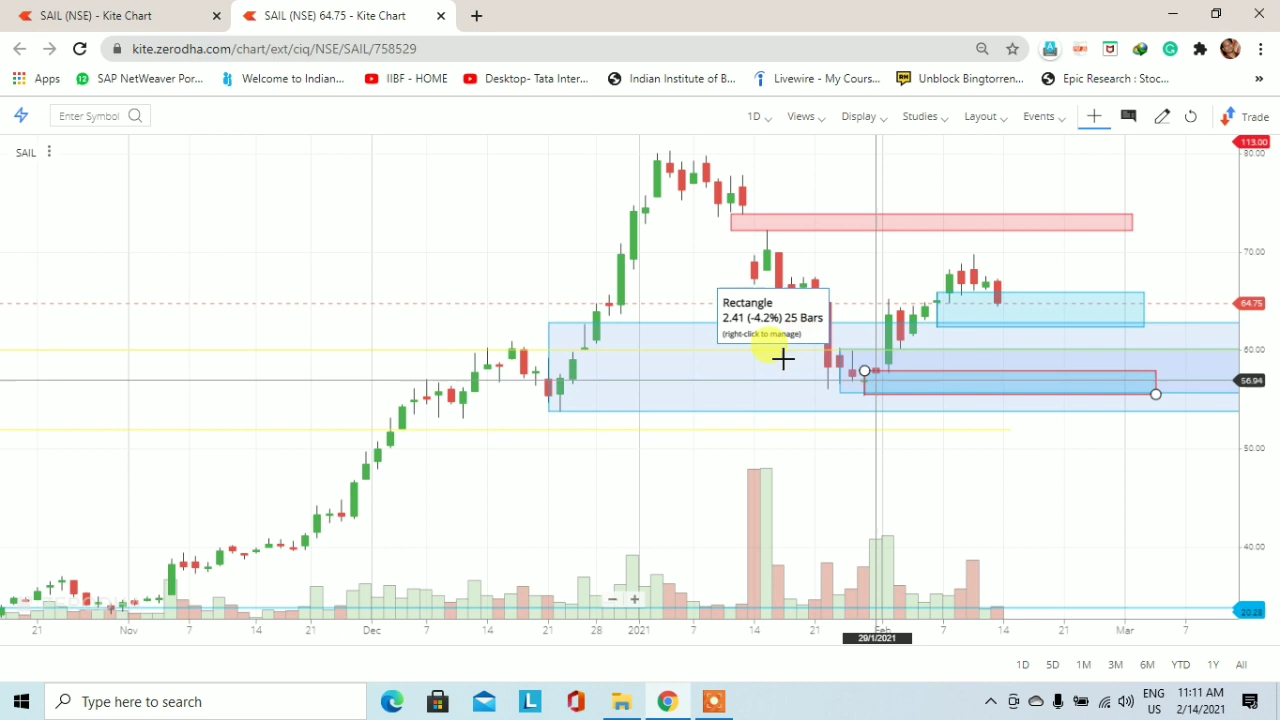 SAIL (NSE) - Kite Chart
SAIL (NSE) 64.75 - Kite Chart
kite.zerodha.com/chart/ext/ciq/NSE/SAIL/758529
Apps
SAP NetWeaver Por...
Welcome to Indian...
IIBF - HOME
Desktop- Tata Inter...
Indian Institute of B...
Livewire - My Cours...
Unblock Bingtorren...
Epic Research : Stoc...
»
Enter Symbol
1D
Views
Display
Studies
Layout
Events
Trade
SAIL
113.00
80.00
70.00
64.75
60.00
56.94
50.00
40.00
20.28
Rectangle
2.41 (-4.2%) 25 Bars
(right-click to manage)
21
Nov
7
14
21
Dec
7
14
21
28
2021
7
14
21
Feb
7
14
21
Mar
7
29/1/2021
1D
5D
1M
3M
6M
YTD
1Y
All
Type here to search
ENG
US
11:11 AM
2/14/2021